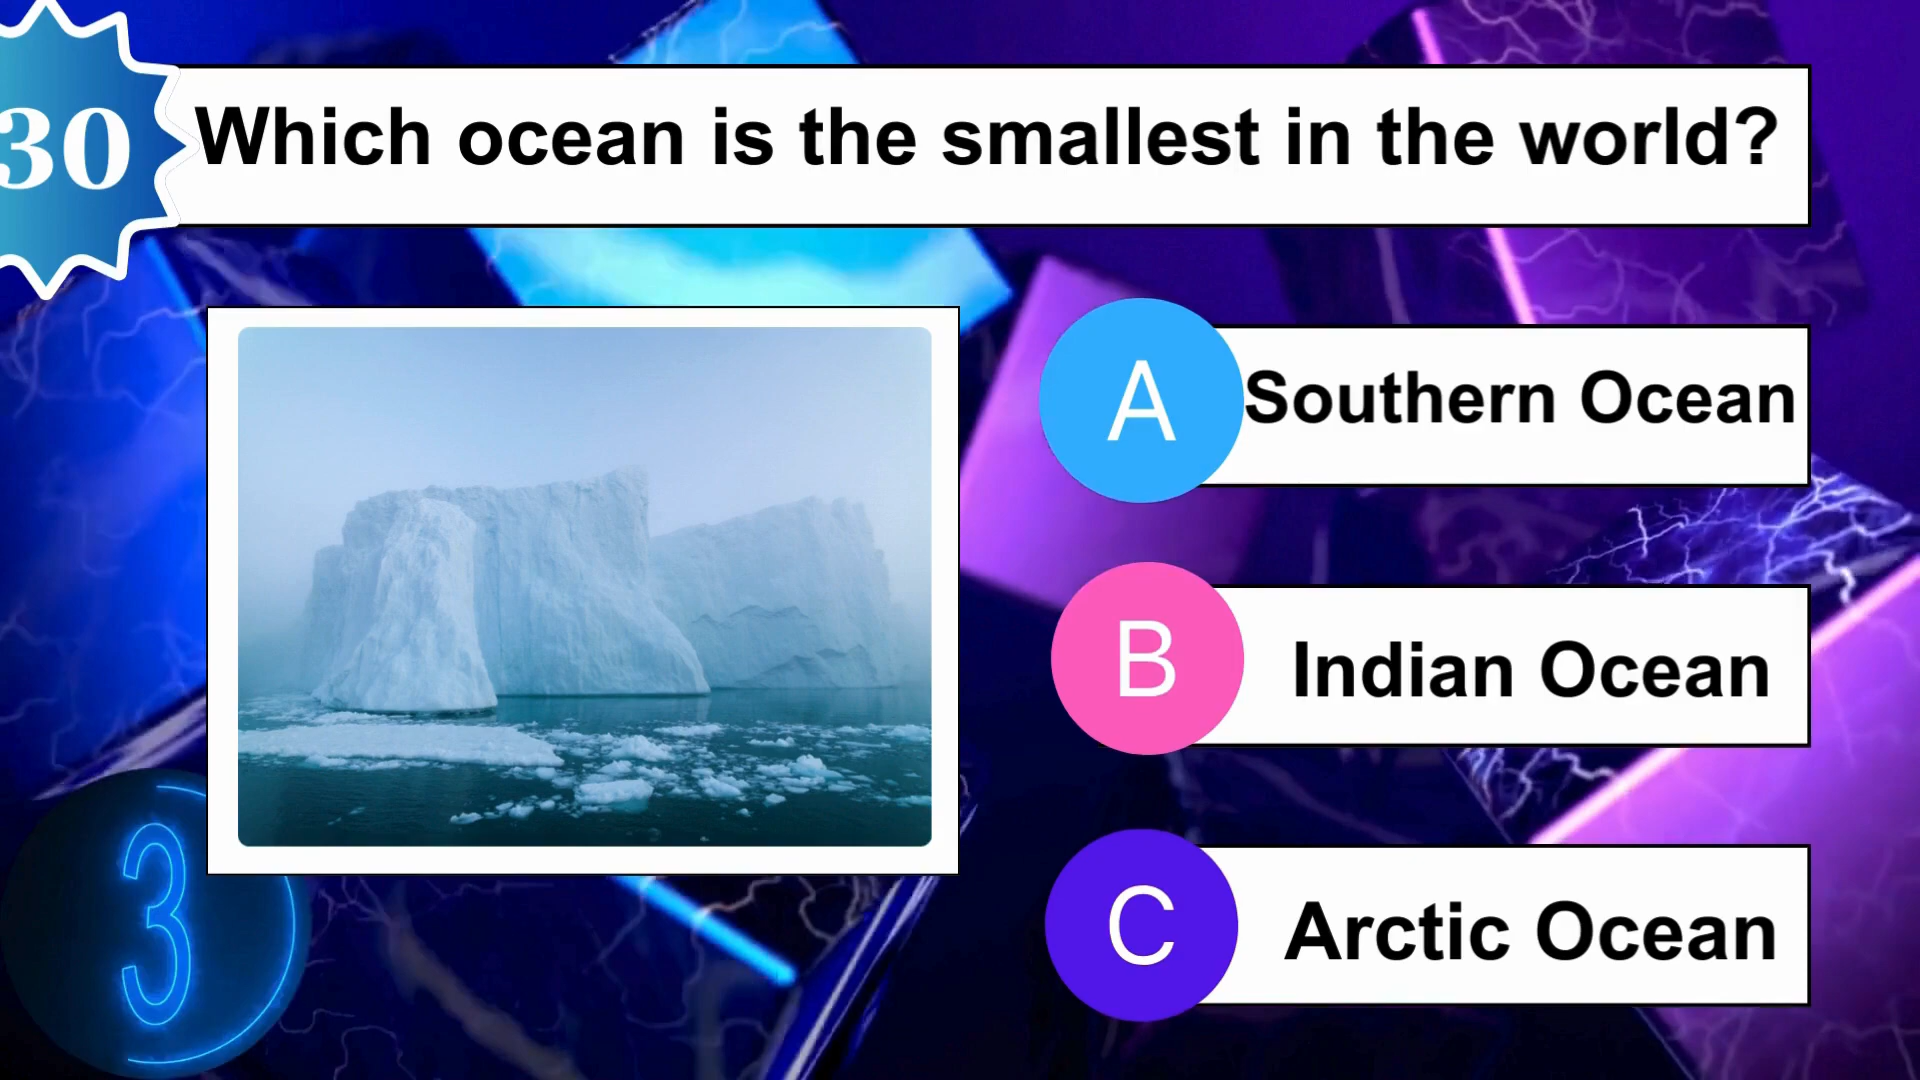 30
Which ocean is the smallest in the world?
A
Southern Ocean
B
Indian Ocean
C
Arctic Ocean
3